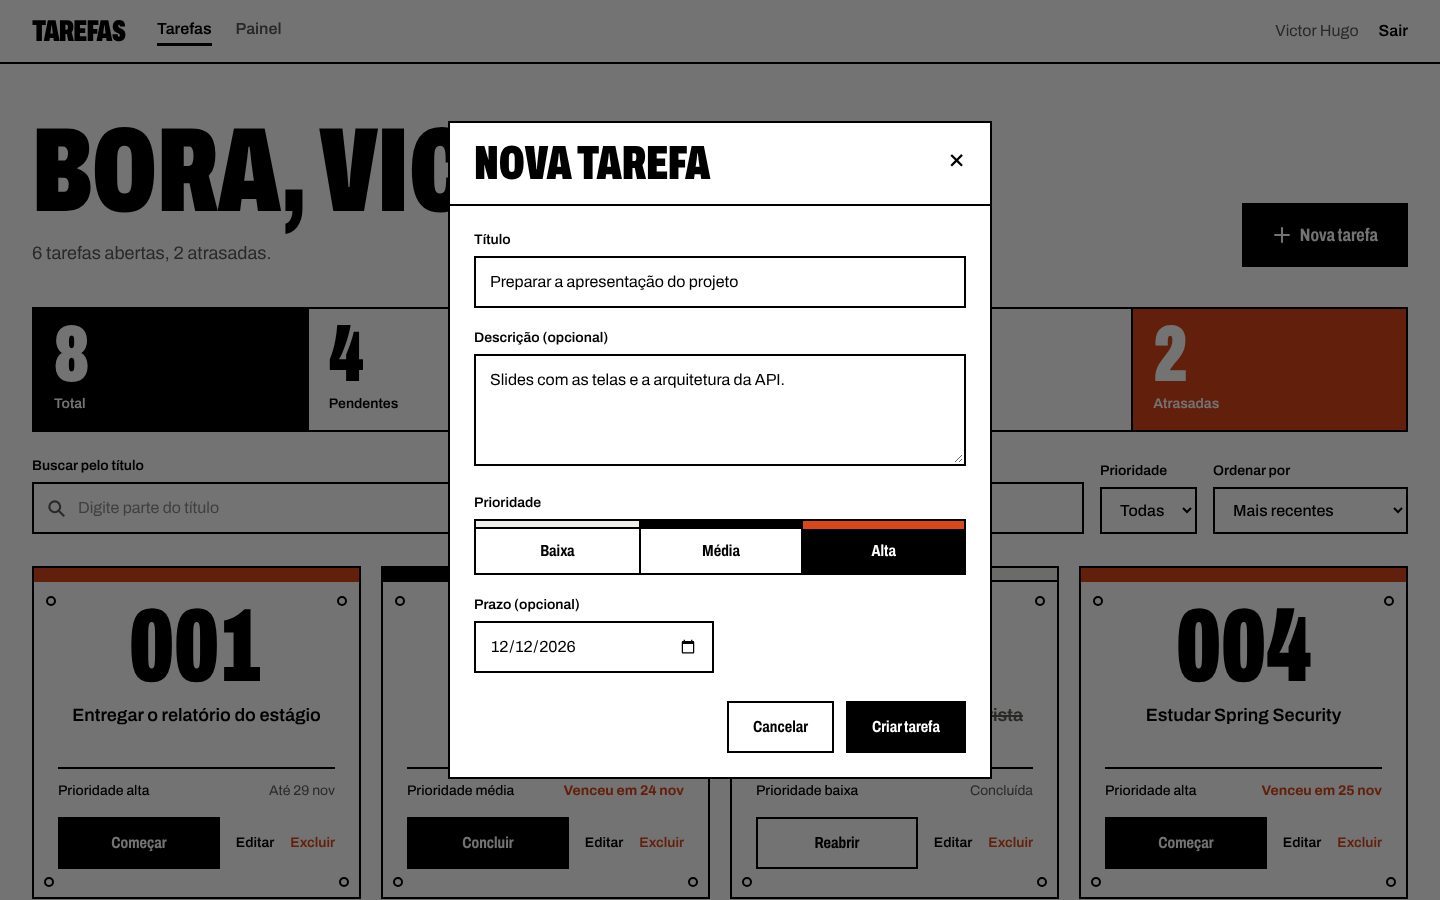 TAREFAS
Tarefas
Painel
Victor Hugo
Sair
BORA, VIC
6 tarefas abertas, 2 atrasadas.
Nova tarefa
8
Total
4
Pendentes
2
Atrasadas
Buscar pelo título
Digite parte do título
Prioridade
Todas
Ordenar por
Mais recentes
NOVA TAREFA
Título
Preparar a apresentação do projeto
Descrição (opcional)
Slides com as telas e a arquitetura da API.
Prioridade
Baixa
Média
Alta
Prazo (opcional)
12/12/2026
Cancelar
Criar tarefa
001
Entregar o relatório do estágio
Prioridade alta
Até 29 nov
Começar
Editar
Excluir
Prioridade média
Venceu em 24 nov
Concluir
Editar
Excluir
Prioridade baixa
Concluída
Reabrir
Editar
Excluir
004
Estudar Spring Security
Prioridade alta
Venceu em 25 nov
Começar
Editar
Excluir